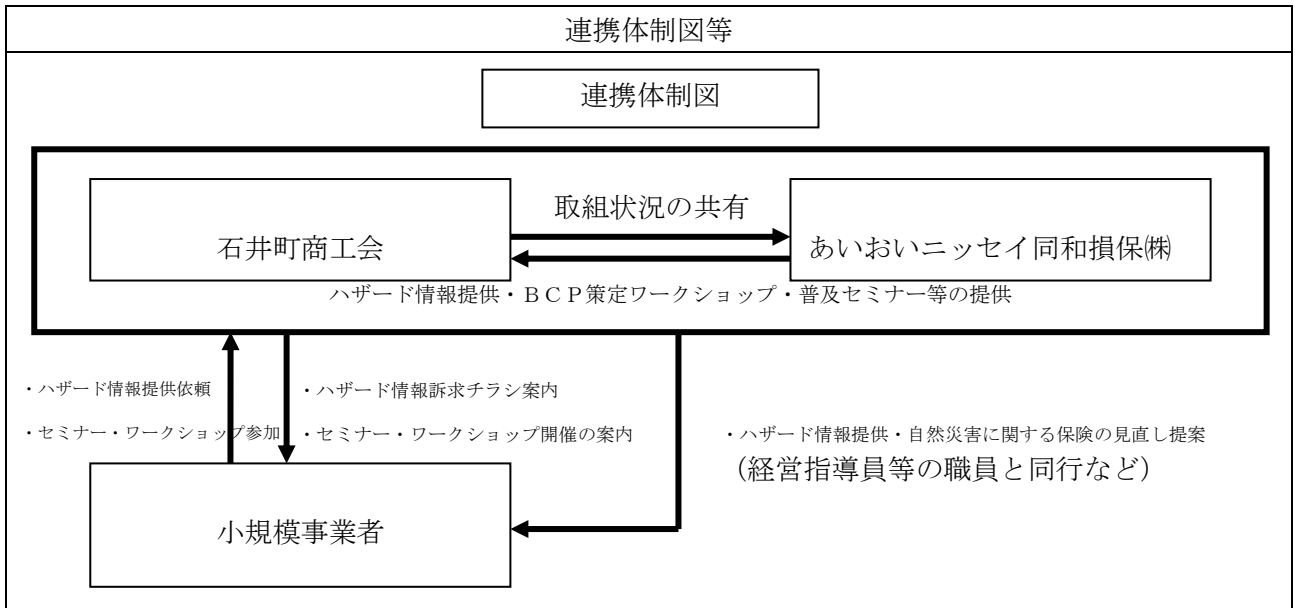 連携体制図等
連携体制図
石井町商工会
取組状況の共有
あいおいニッセイ同和損保㈱
ハザード情報提供・ＢＣＰ策定ワークショップ・普及セミナー等の提供
・ハザード情報提供依頼
・セミナー・ワークショップ参加
・ハザード情報訴求チラシ案内
・セミナー・ワークショップ開催の案内
・ハザード情報提供・自然災害に関する保険の見直し提案
（経営指導員等の職員と同行など）
小規模事業者